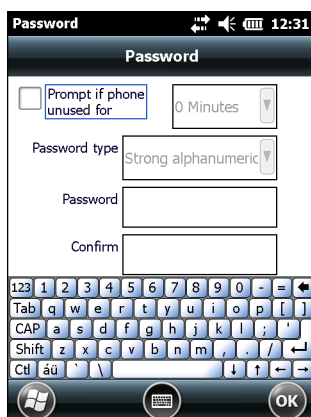 Password 12:31
Password
Prompt if phone
unused for
0 Minutes
Password type
Strong alphanumeric
Password
Confirm
123 1 2 3 4 5 6 7 8 9 0 - =
Tab q w e r t y u i o p [ ]
CAP a s d f g h j k l ; '
Shift z x c v b n m , . /
Ctl áü ` \
OK